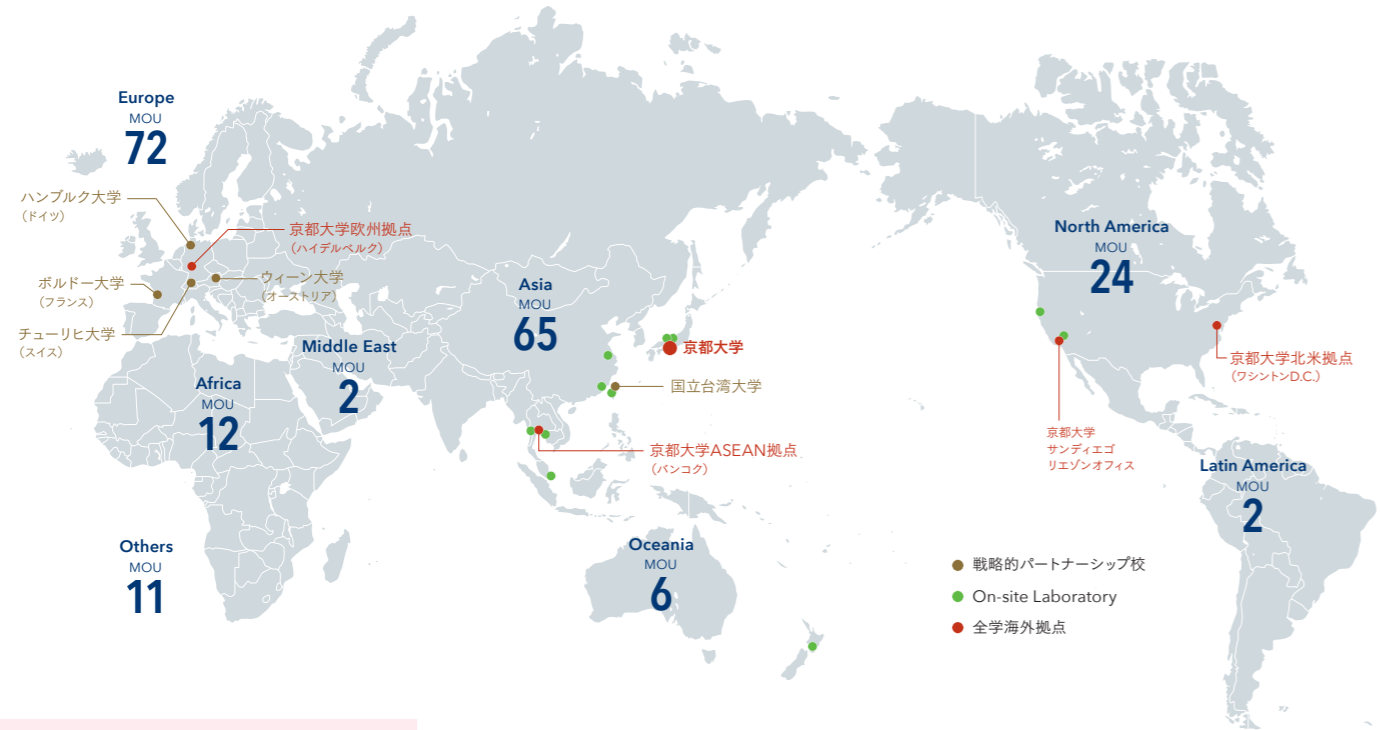 Europe
MOU
72
ハンブルク大学
（ドイツ）
京都大学欧州拠点
（ハイデルベルク）
ボルドー大学
（フランス）
ウィーン大学
（オーストリア）
チューリヒ大学
（スイス）
Asia
MOU
65
Middle East
MOU
2
Africa
MOU
12
京都大学
国立台湾大学
京都大学ASEAN拠点
（バンコク）
North America
MOU
24
京都大学北米拠点
（ワシントンD.C.）
京都大学
サンディエゴ
リエゾンオフィス
Latin America
MOU
2
Others
MOU
11
Oceania
MOU
6
戦略的パートナーシップ校
On-site Laboratory
全学海外拠点